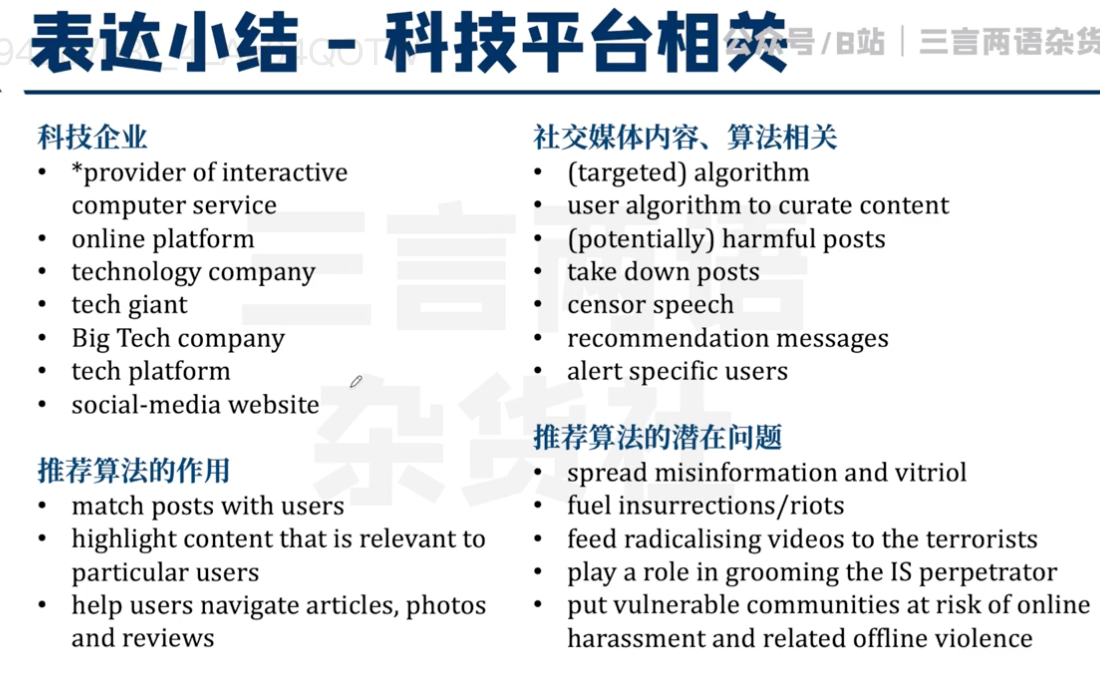 表达小结 – 科技平台相关
公众号/B站｜三言两语杂货
科技企业
• *provider of interactive
computer service
• online platform
• technology company
• tech giant
• Big Tech company
• tech platform
• social-media website
推荐算法的作用
• match posts with users
• highlight content that is relevant to
particular users
• help users navigate articles, photos
and reviews
社交媒体内容、算法相关
• (targeted) algorithm
• user algorithm to curate content
• (potentially) harmful posts
• take down posts
• censor speech
• recommendation messages
• alert specific users
推荐算法的潜在问题
• spread misinformation and vitriol
• fuel insurrections/riots
• feed radicalising videos to the terrorists
• play a role in grooming the IS perpetrator
• put vulnerable communities at risk of online
harassment and related offline violence
三言两语
杂货社